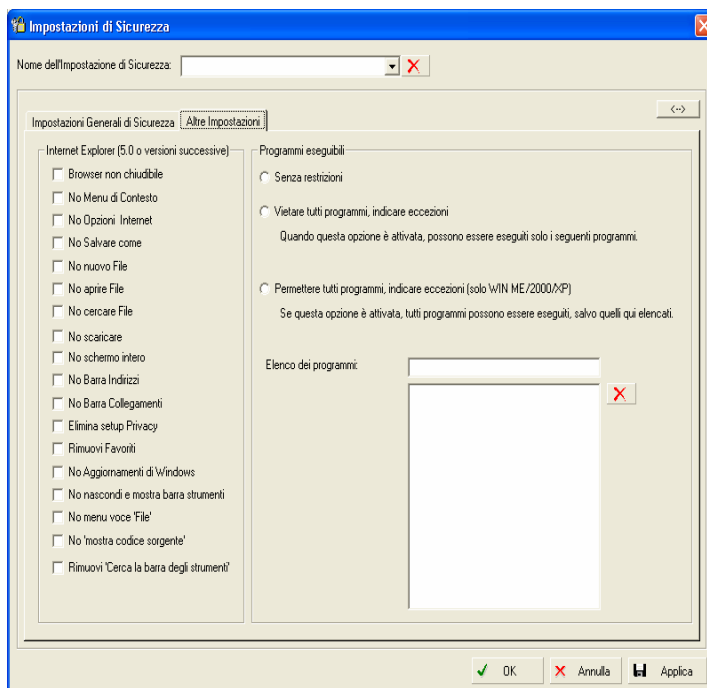 Impostazioni di Sicurezza
Nome dell'Impostazione di Sicurezza:
<-->
Impostazioni Generali di Sicurezza
Altre Impostazioni
Internet Explorer (5.0 o versioni successive)
Browser non chiudibile
No Menu di Contesto
No Opzioni Internet
No Salvare come
No nuovo File
No aprire File
No cercare File
No scaricare
No schermo intero
No Barra Indirizzi
No Barra Collegamenti
Elimina setup Privacy
Rimuovi Favoriti
No Aggiornamenti di Windows
No nascondi e mostra barra strumenti
No menu voce 'File'
No 'mostra codice sorgente'
Rimuovi 'Cerca la barra degli strumenti'
Programmi eseguibili
Senza restrizioni
Vietare tutti programmi, indicare eccezioni
Quando questa opzione è attivata, possono essere eseguiti solo i seguenti programmi.
Permettere tutti programmi, indicare eccezioni (solo WIN ME/2000/XP)
Se questa opzione è attivata, tutti programmi possono essere eseguiti, salvo quelli qui elencati.
Elenco dei programmi:
OK
Annulla
Applica